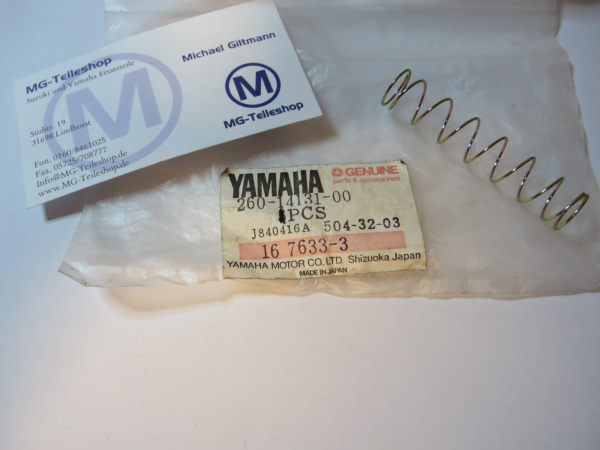 MG-Teileshop
Suzuki und Yamaha Ersatzteile
Südstr. 19
31698 Lindhorst
Fon. 0160/8461025
Fax. 05725/708777
Info@MG-Teileshop.de
www.MG-Teileshop.de
M
Michael Giltmann
M
MG-Teileshop
YAMAHA
GENUINE
parts & accessories
260-14131-00
1PCS
J840416A 504-32-03
16 7633-3
YAMAHA MOTOR CO., LTD. Shizuoka Japan
MADE IN JAPAN